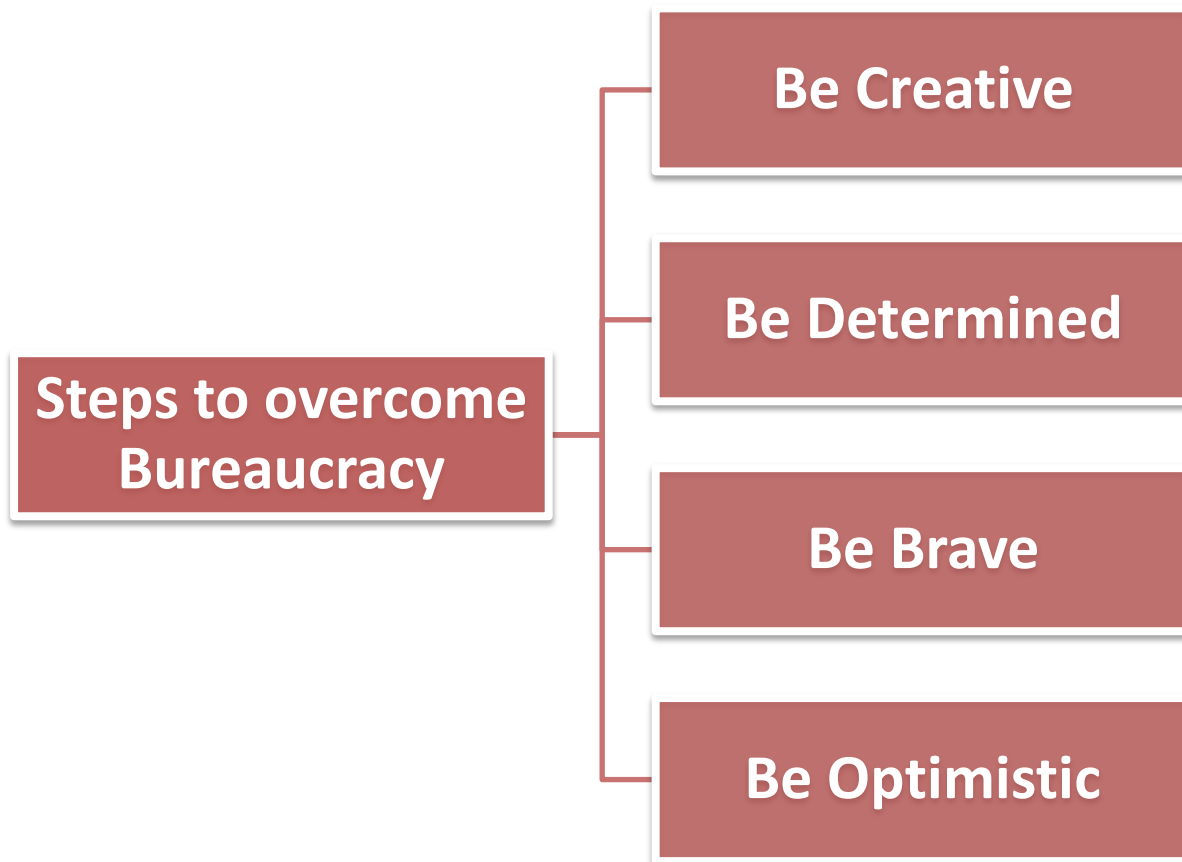 Be Creative
Be Determined
Steps to overcome
Bureaucracy
Be Brave
Be Optimistic